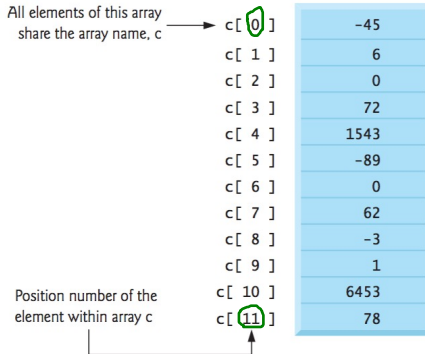 All elements of this array
share the array name, c
c[ 0 ] -45
c[ 1 ] 6
c[ 2 ] 0
c[ 3 ] 72
c[ 4 ] 1543
c[ 5 ] -89
c[ 6 ] 0
c[ 7 ] 62
c[ 8 ] -3
c[ 9 ] 1
c[ 10 ] 6453
c[ 11 ] 78
Position number of the
element within array c